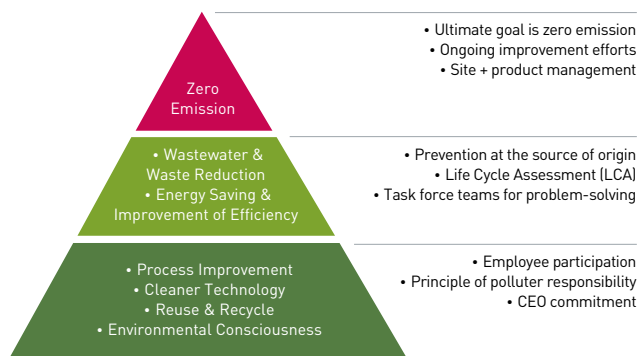 • Ultimate goal is zero emission
• Ongoing improvement efforts
• Site + product management
Zero
Emission
• Wastewater &
Waste Reduction
• Energy Saving &
Improvement of Efficiency
• Prevention at the source of origin
• Life Cycle Assessment (LCA)
• Task force teams for problem-solving
• Process Improvement
• Cleaner Technology
• Reuse & Recycle
• Environmental Consciousness
• Employee participation
• Principle of polluter responsibility
• CEO commitment